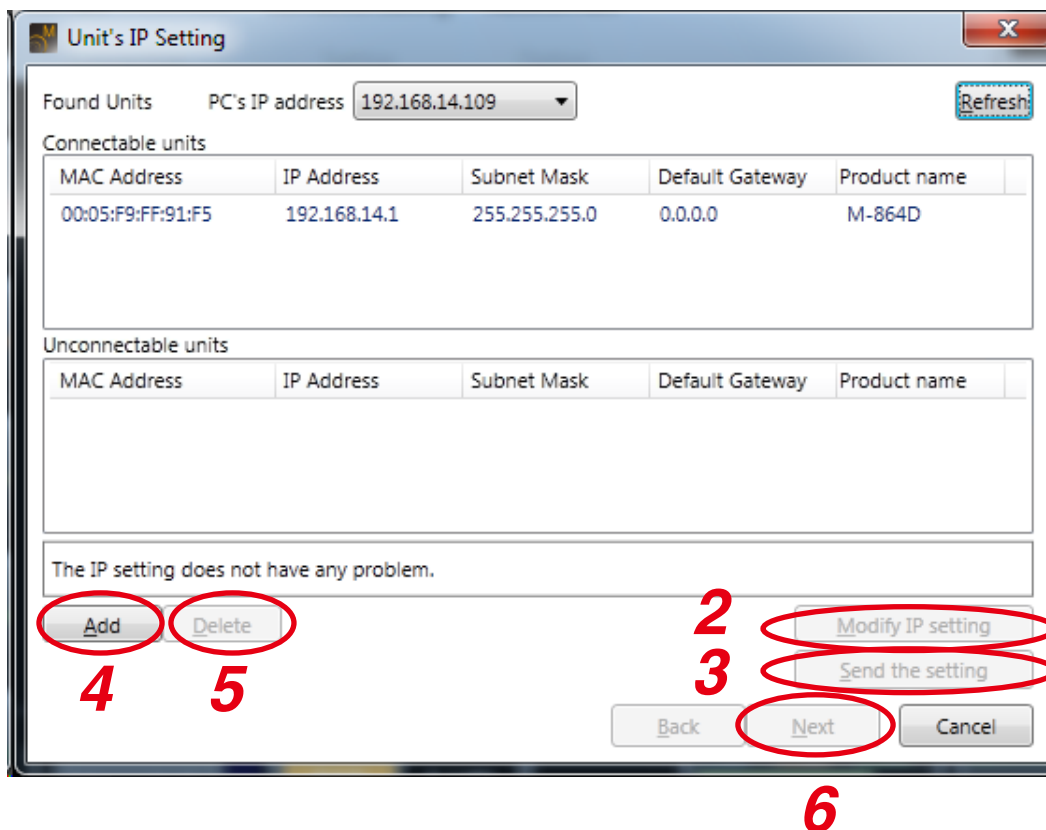 Unit's IP Setting
Found Units PC's IP address 192.168.14.109 Refresh
Connectable units
MAC Address IP Address Subnet Mask Default Gateway Product name
00:05:F9:FF:91:F5 192.168.14.1 255.255.255.0 0.0.0.0 M-864D
Unconnectable units
MAC Address IP Address Subnet Mask Default Gateway Product name
The IP setting does not have any problem.
Add Delete 2 Modify IP setting
4 5 3 Send the setting
Back Next Cancel
6